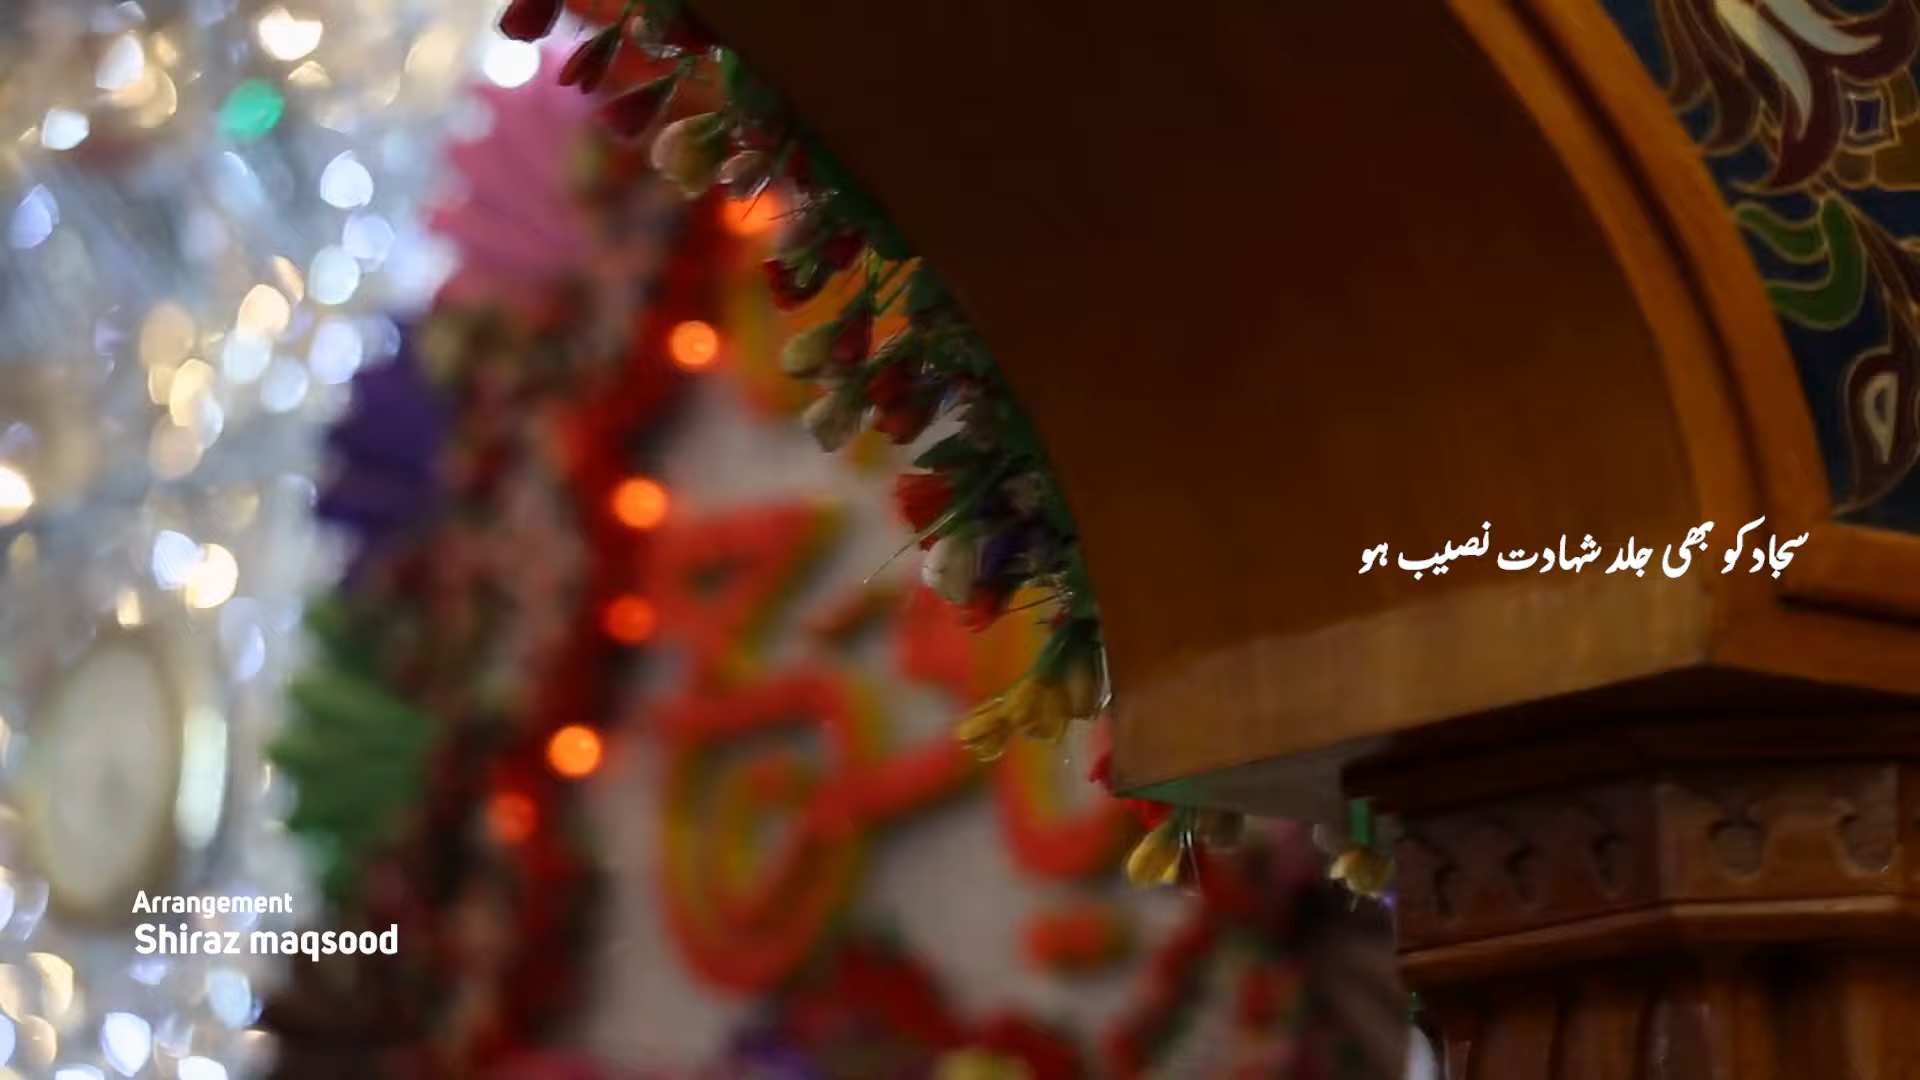 سجاد کو بھی جلد شہادت نصیب ہو
Arrangement
Shiraz maqsood